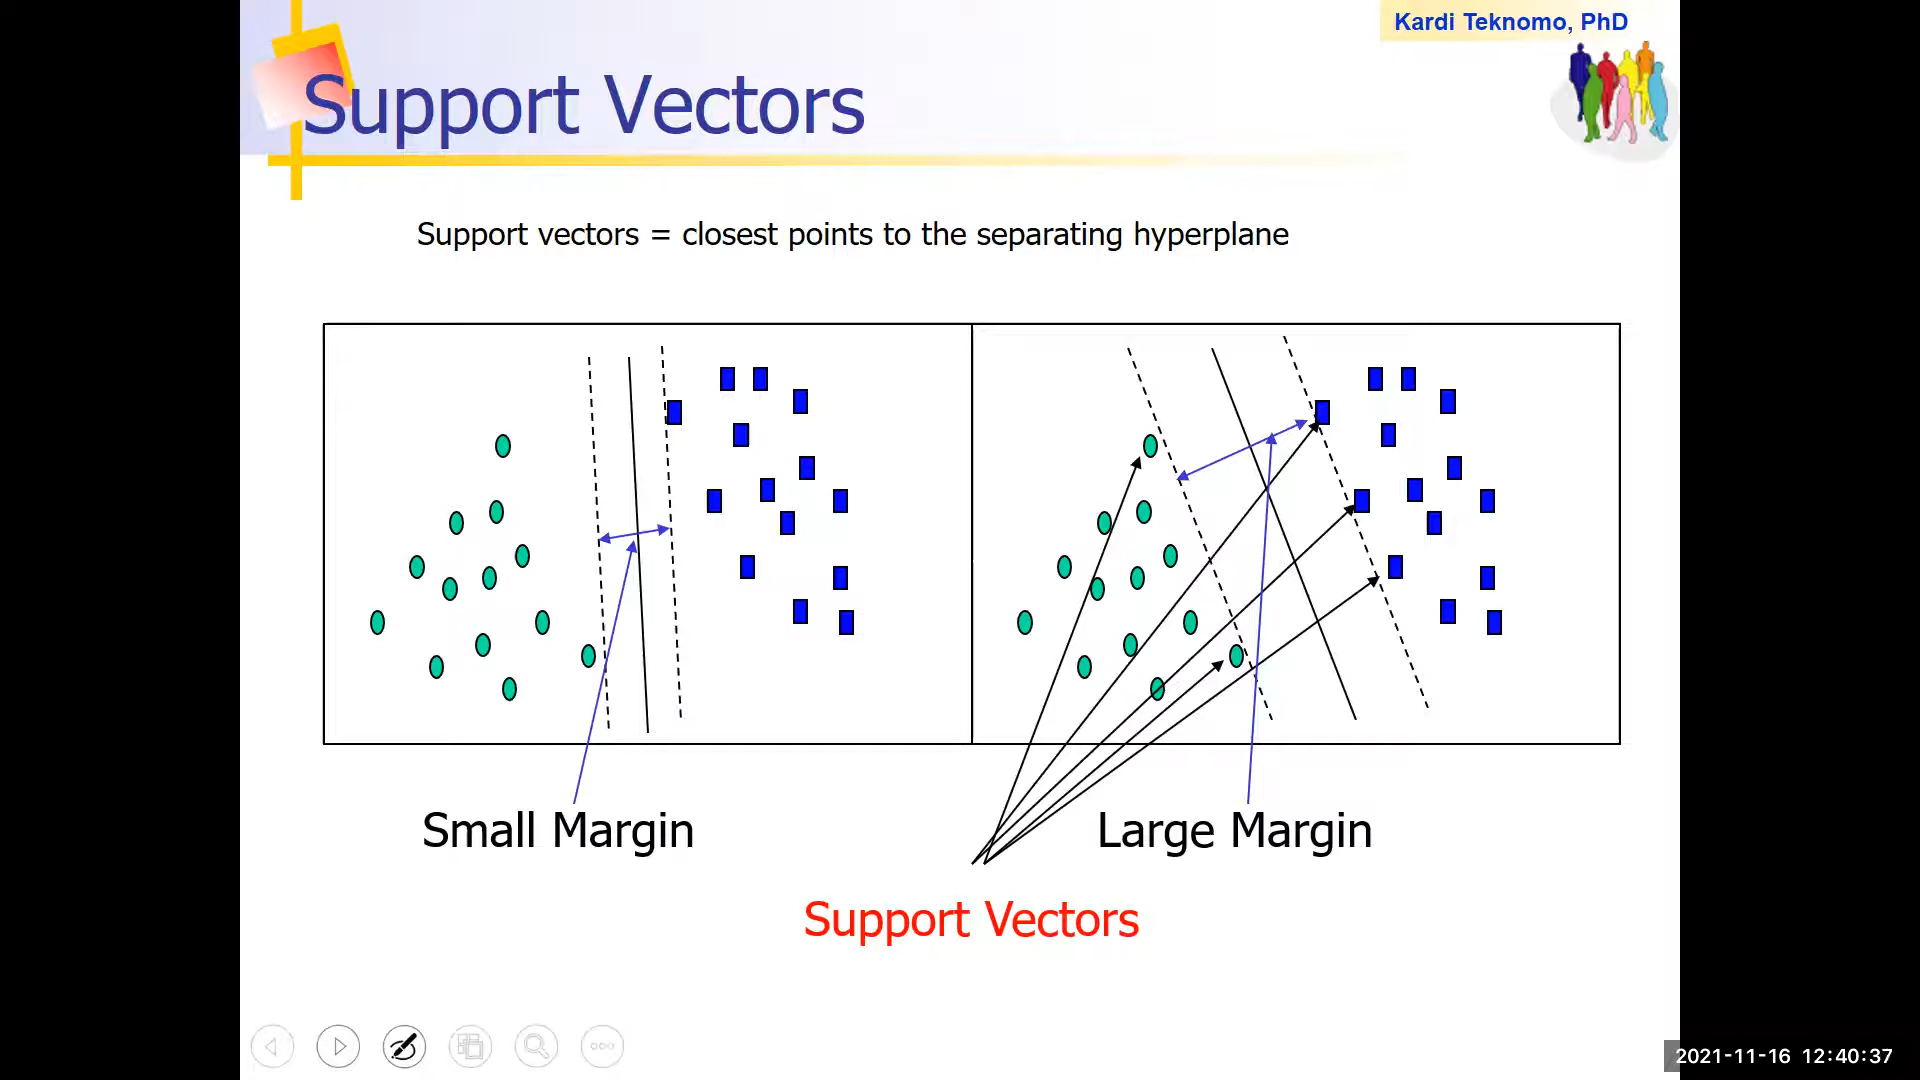 Kardi Teknomo, PhD
Support Vectors
Support vectors = closest points to the separating hyperplane
Small Margin
Large Margin
Support Vectors
2021-11-16 12:40:37